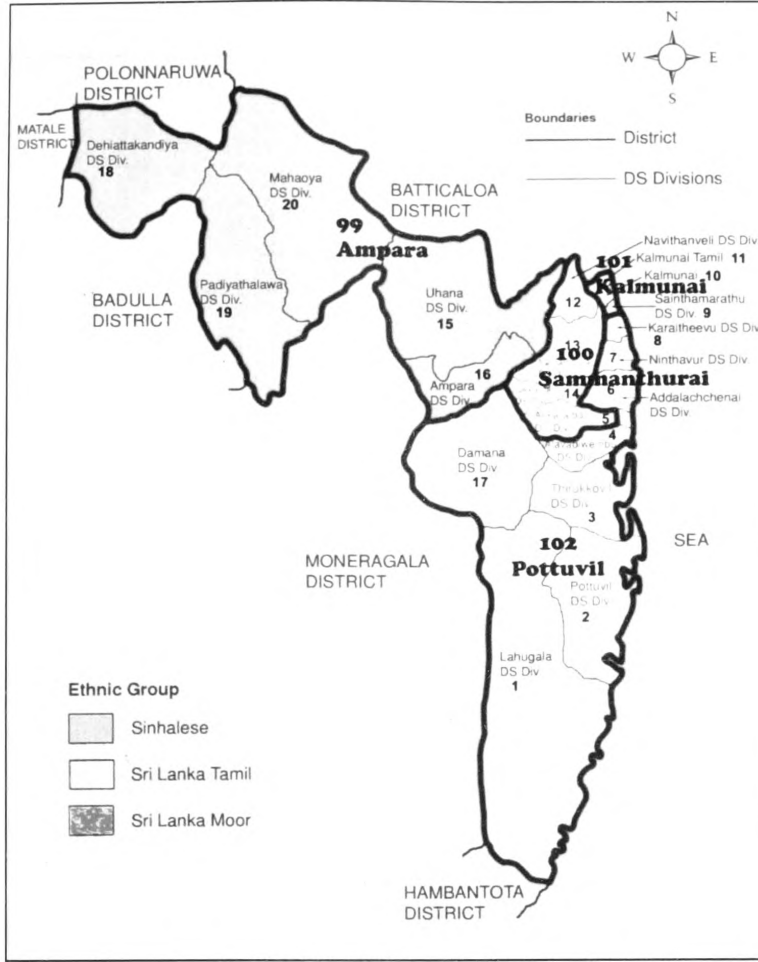 N
W
E
S
POLONNARUWA
DISTRICT
MATALE
DISTRICT
Dehiattakandiya
DS Div.
18
Mahaoya
DS Div.
20
Boundaries
District
DS Divisions
BATTICALOA
DISTRICT
99
Ampara
BADULLA
DISTRICT
Padiyathalawa
DS Div.
19
Uhana
DS Div.
15
16
Ampara
DS Div.
Navithanveli DS Div
101
Kalmunai Tamil 11
Kalmunai 10
Kalmunai
Sainthamarathu
DS Div. 9
Karaitheevu DS Div
8
12
13
100
Sammanthurai
7
Ninthavur DS Div.
14
6
Addalachchenai
DS Div.
5
4
DS Div
Damana
DS Div
17
Thirukkovil
DS Div
3
102
Pottuvil
SEA
MONERAGALA
DISTRICT
Pottuvil
DS Div
2
Lahugala
DS Div
1
Ethnic Group
Sinhalese
Sri Lanka Tamil
Sri Lanka Moor
HAMBANTOTA
DISTRICT